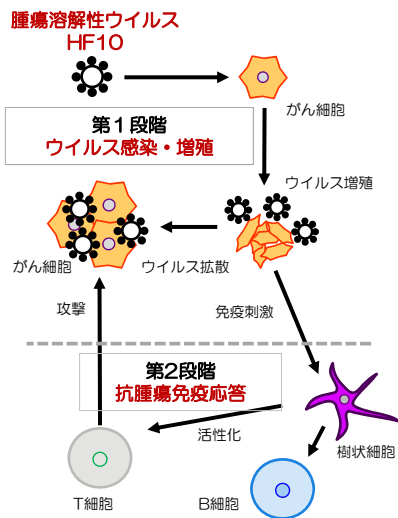 腫瘍溶解性ウイルス
HF10
がん細胞
第１段階
ウイルス感染・増殖
ウイルス増殖
がん細胞
ウイルス拡散
攻撃
免疫刺激
第2段階
抗腫瘍免疫応答
活性化
樹状細胞
T細胞
B細胞